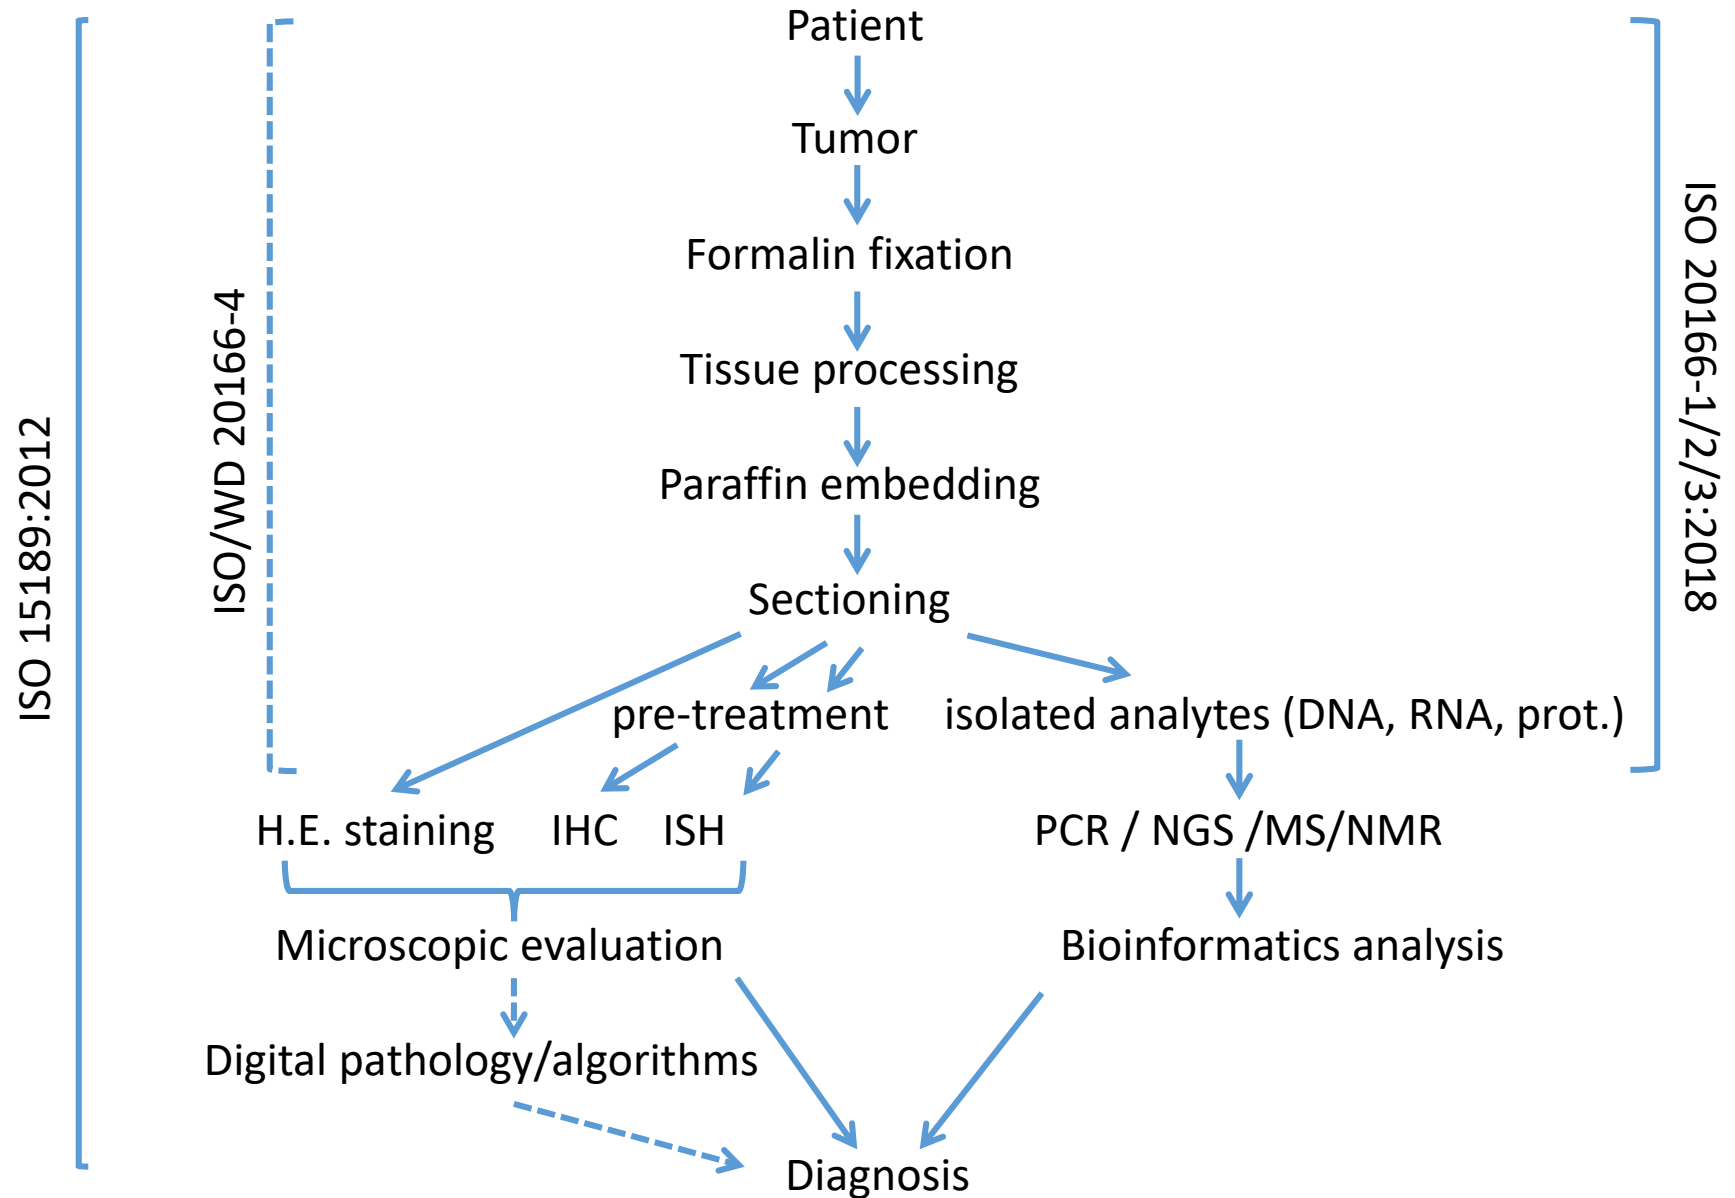 Patient
Tumor
Formalin fixation
Tissue processing
Paraffin embedding
Sectioning
pre-treatment
isolated analytes (DNA, RNA, prot.)
H.E. staining
IHC
ISH
PCR / NGS /MS/NMR
Microscopic evaluation
Bioinformatics analysis
Digital pathology/algorithms
Diagnosis
ISO 15189:2012
ISO/WD 20166-4
ISO 20166-1/2/3:2018